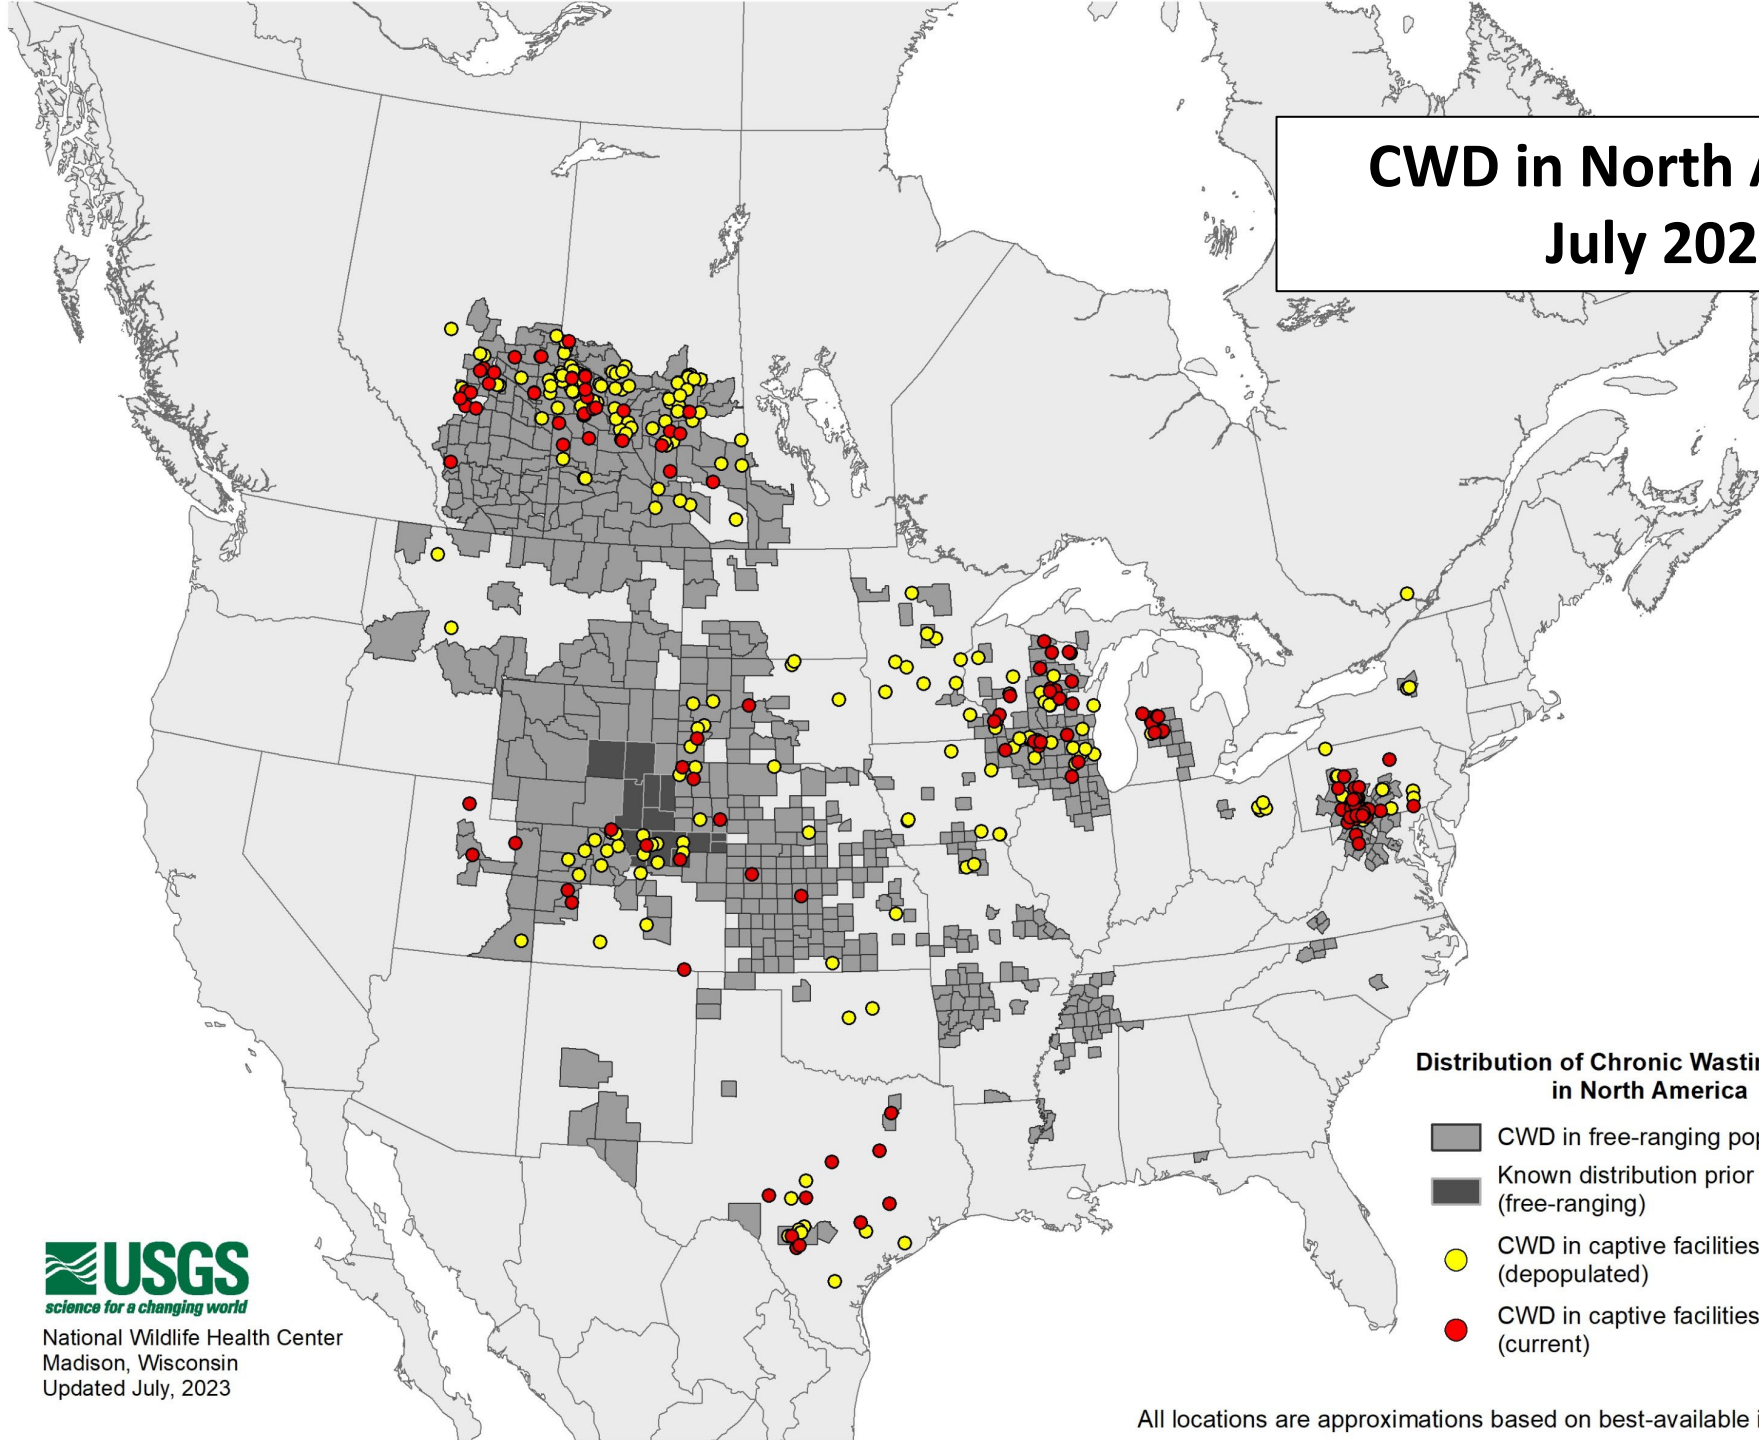 CWD in North A
July 202
Distribution of Chronic Wastin
in North America
CWD in free-ranging pop
Known distribution prior
(free-ranging)
CWD in captive facilities
(depopulated)
CWD in captive facilities
(current)
USGS
science for a changing world
National Wildlife Health Center
Madison, Wisconsin
Updated July, 2023
All locations are approximations based on best-available i